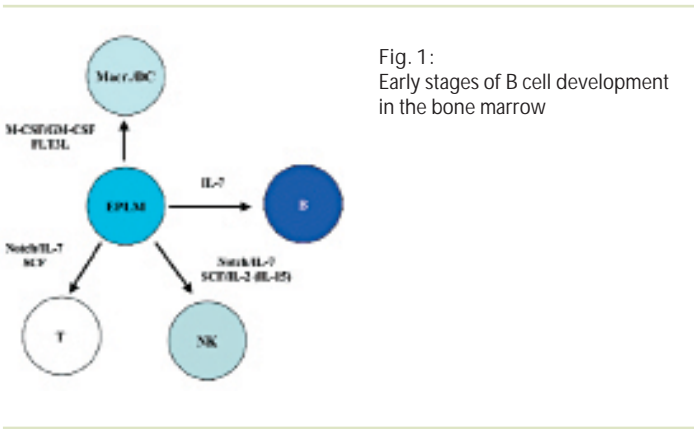 Fig. 1:
Early stages of B cell development
in the bone marrow
Macr./DC
M-CSF/GM-CSF
FLT3L
EPLM
IL-7
B
Notch/IL-7
SCF
Notch/IL-7
SCF/IL-2 (IL-15)
T
NK